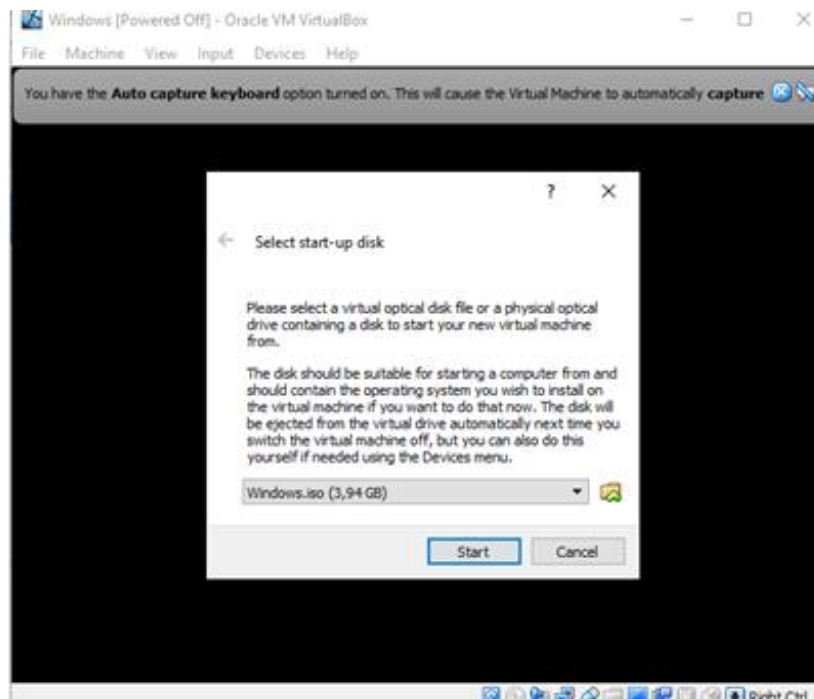 Windows [Powered Off] - Oracle VM VirtualBox
File Machine View Input Devices Help
You have the Auto capture keyboard option turned on. This will cause the Virtual Machine to automatically capture
?
Select start-up disk
Please select a virtual optical disk file or a physical optical
drive containing a disk to start your new virtual machine
from.
The disk should be suitable for starting a computer from and
should contain the operating system you wish to install on
the virtual machine if you want to do that now. The disk will
be ejected from the virtual drive automatically next time you
switch the virtual machine off, but you can also do this
yourself if needed using the Devices menu.
Windows.iso (3,94 GB)
Start Cancel
Right Ctrl